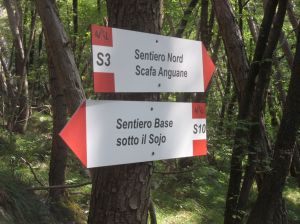 S3
Sentiero Nord
Scafa Anguane
Sentiero Base
sotto il Sojo
S10